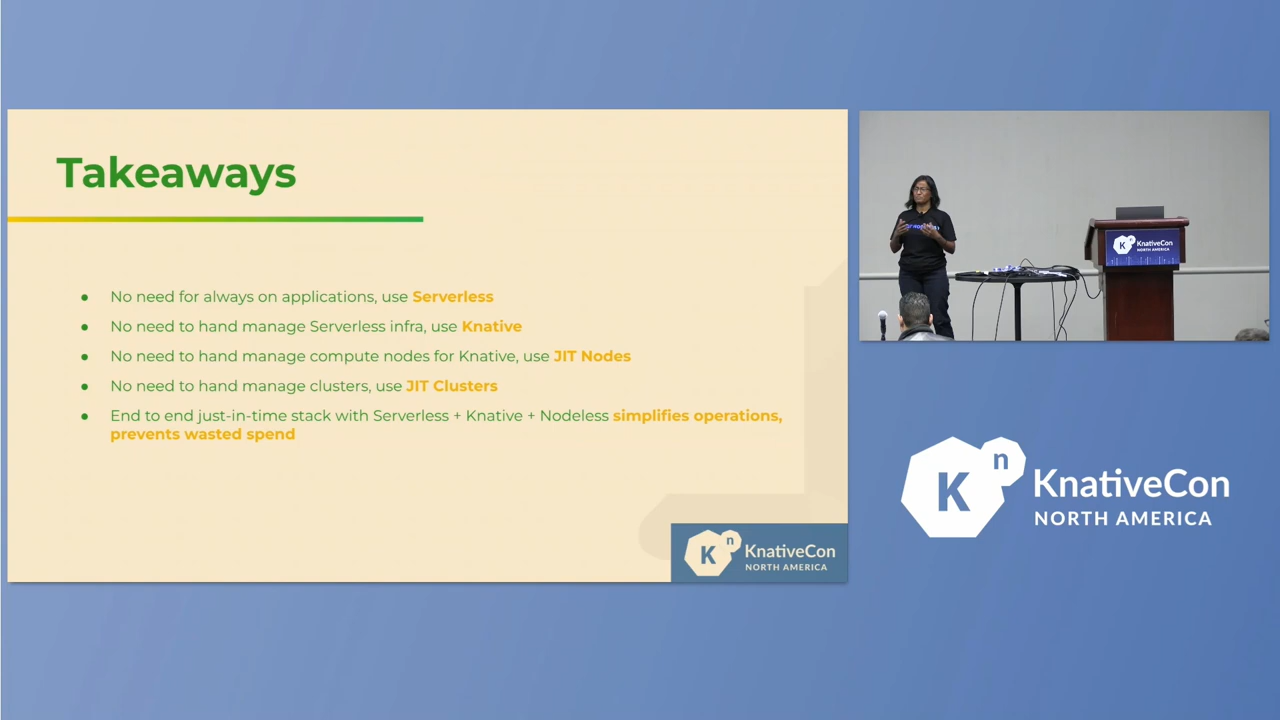 Takeaways
● No need for always on applications, use Serverless
● No need to hand manage Serverless infra, use Knative
● No need to hand manage compute nodes for Knative, use JIT Nodes
● No need to hand manage clusters, use JIT Clusters
● End to end just-in-time stack with Serverless + Knative + Nodeless simplifies operations,
prevents wasted spend
K n KnativeCon
NORTH AMERICA
K KnativeCon
NORTH AMERICA
K n KnativeCon
NORTH AMERICA